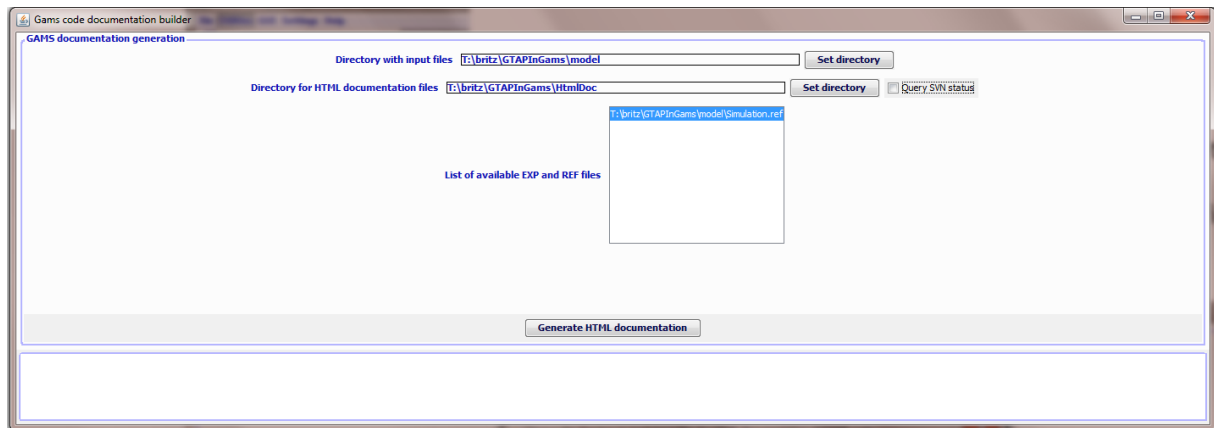 Gams code documentation builder
GAMS documentation generation
Directory with input files T:\britz\GTAPInGams\model Set directory
Directory for HTML documentation files T:\britz\GTAPInGams\HtmlDoc Set directory Query SVN status
T:\britz\GTAPInGams\model\Simulation.ref
List of available EXP and REF files
Generate HTML documentation